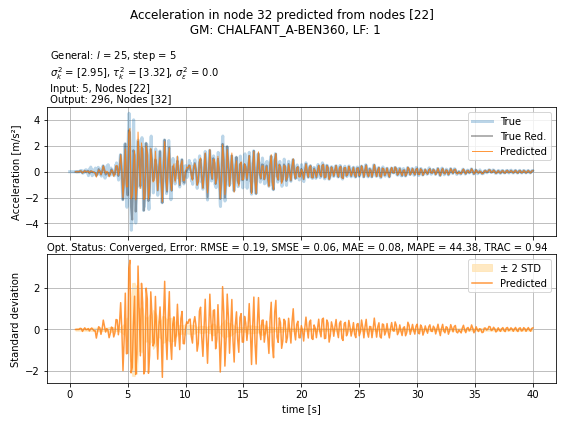 Acceleration in node 32 predicted from nodes [22]
GM: CHALFANT_A-BEN360, LF: 1
General: l = 25, step = 5
σ²ₖ = [2.95], τ²ₖ = [3.32], σ²ε = 0.0
Input: 5, Nodes [22]
Output: 296, Nodes [32]
Acceleration [m/s²]
4
2
0
−2
−4
True
True Red.
Predicted
Opt. Status: Converged, Error: RMSE = 0.19, SMSE = 0.06, MAE = 0.08, MAPE = 44.38, TRAC = 0.94
Standard deviation
2
0
−2
± 2 STD
Predicted
0 5 10 15 20 25 30 35 40
time [s]